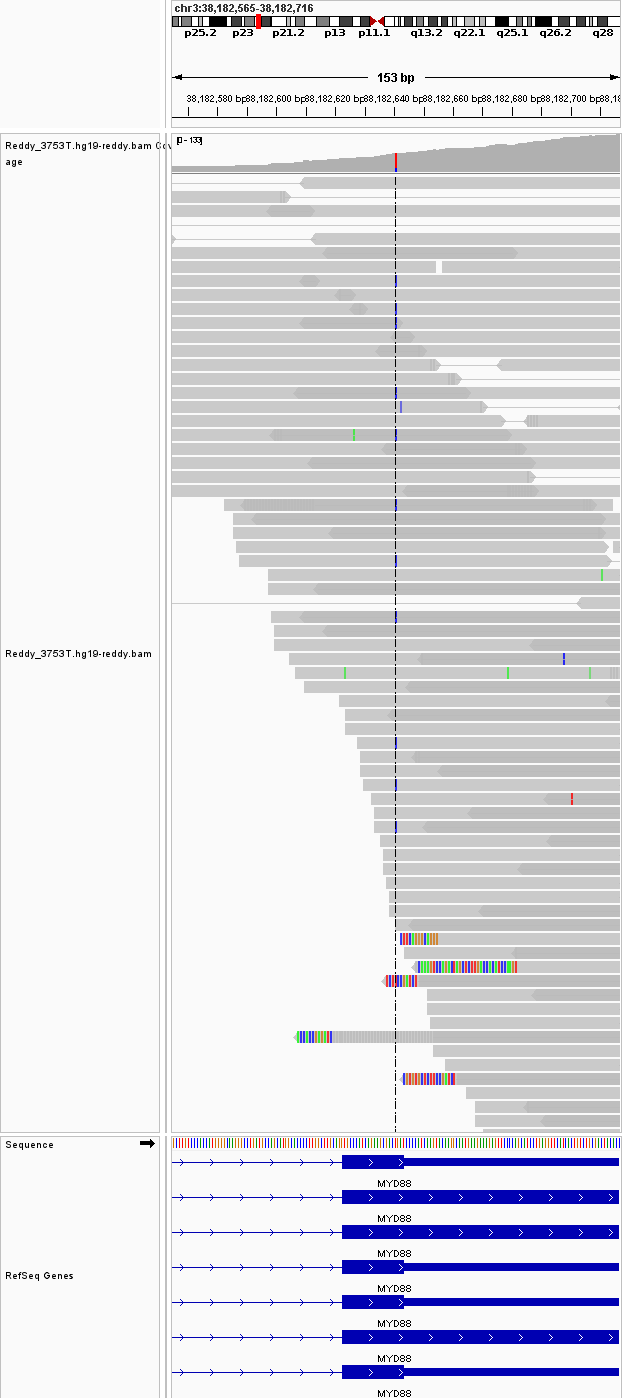 chr3:38,182,565-38,182,716
p25.2 p23 p21.2 p13 p11.1 q13.2 q22.1 q25.1 q26.2 q28
153 bp
38,182,580 bp 38,182,600 bp 38,182,620 bp 38,182,640 bp 38,182,660 bp 38,182,680 bp 38,182,700 bp
Reddy_3753T.hg19-reddy.bam Cov
age
[0 - 133]
Reddy_3753T.hg19-reddy.bam
Sequence
MYD88
MYD88
MYD88
RefSeq Genes
MYD88
MYD88
MYD88
MYD88